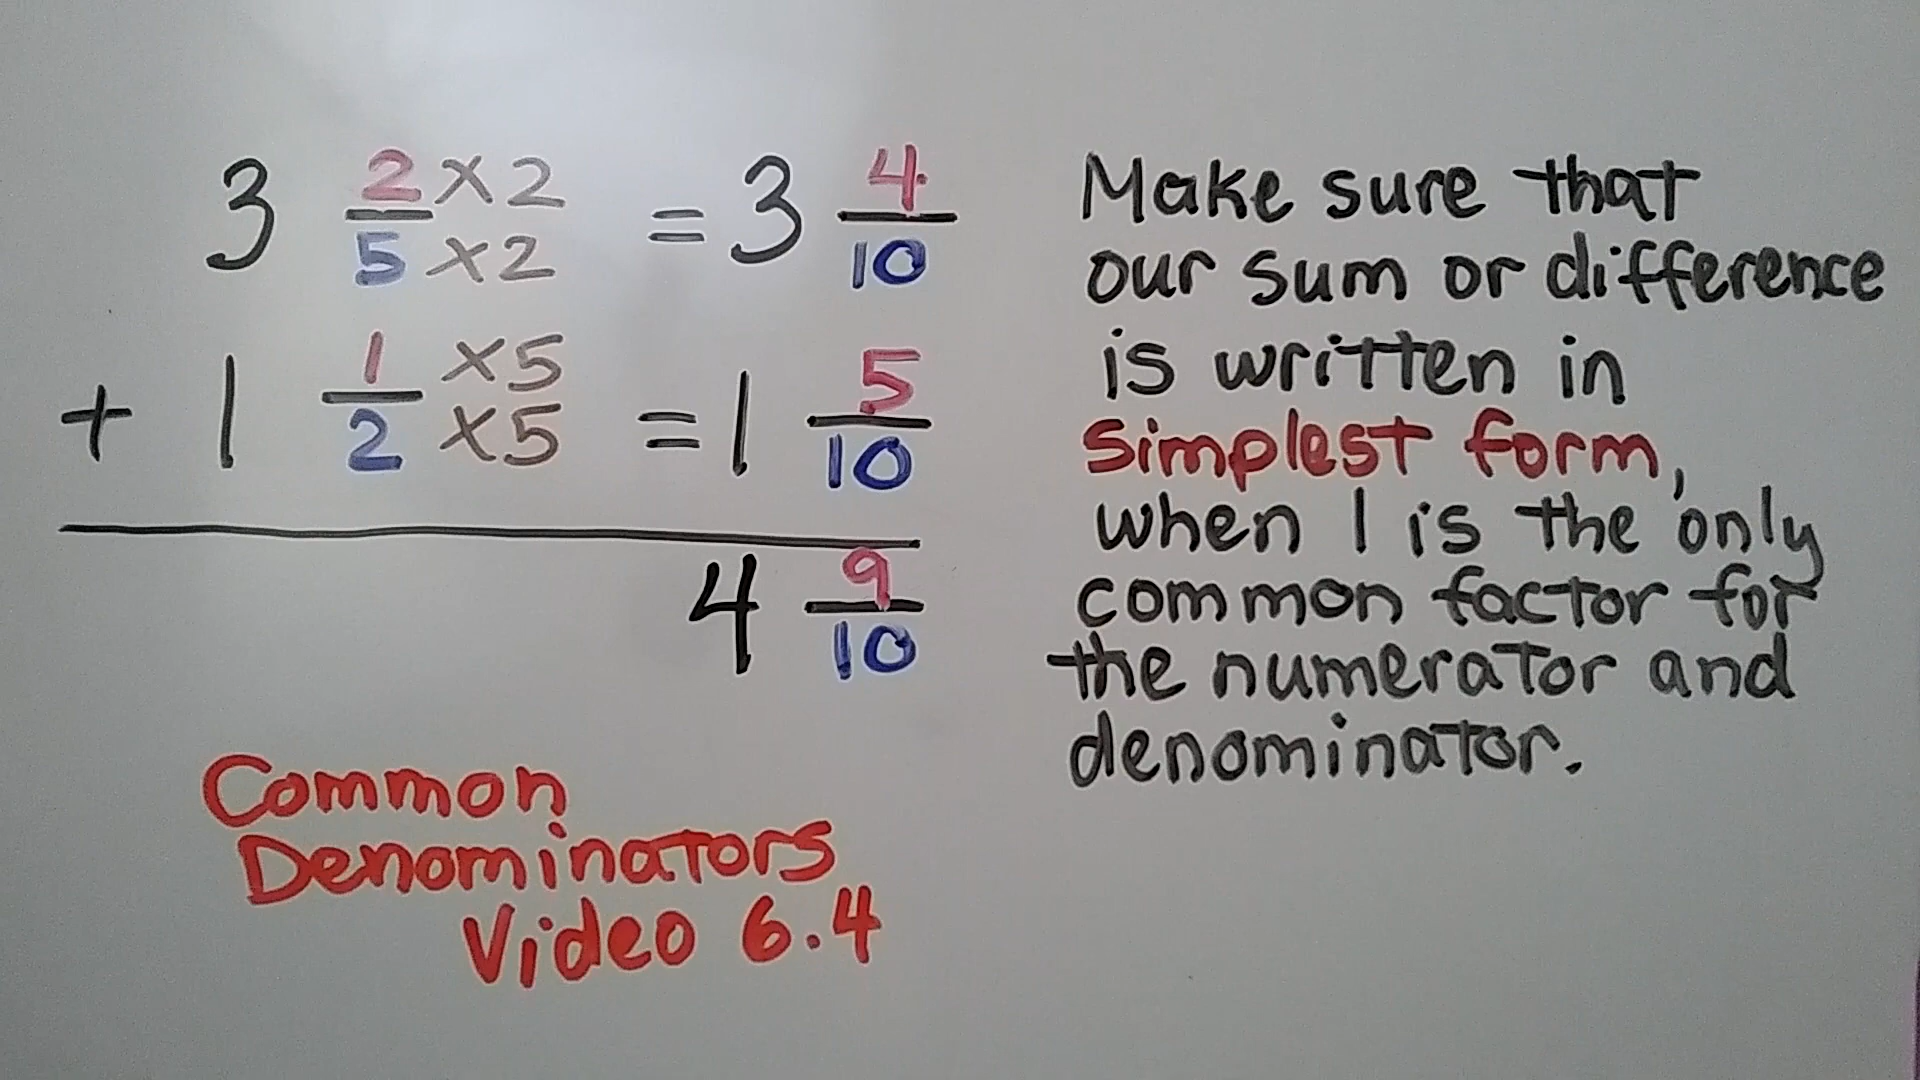 3 2/5 ×2 ×2 = 3 4/10
+ 1 1/2 ×5 ×5 = 1 5/10
4 9/10
Common
Denominators
Video 6.4
Make sure that
our sum or difference
is written in
simplest form,
when 1 is the only
common factor for
the numerator and
denominator.